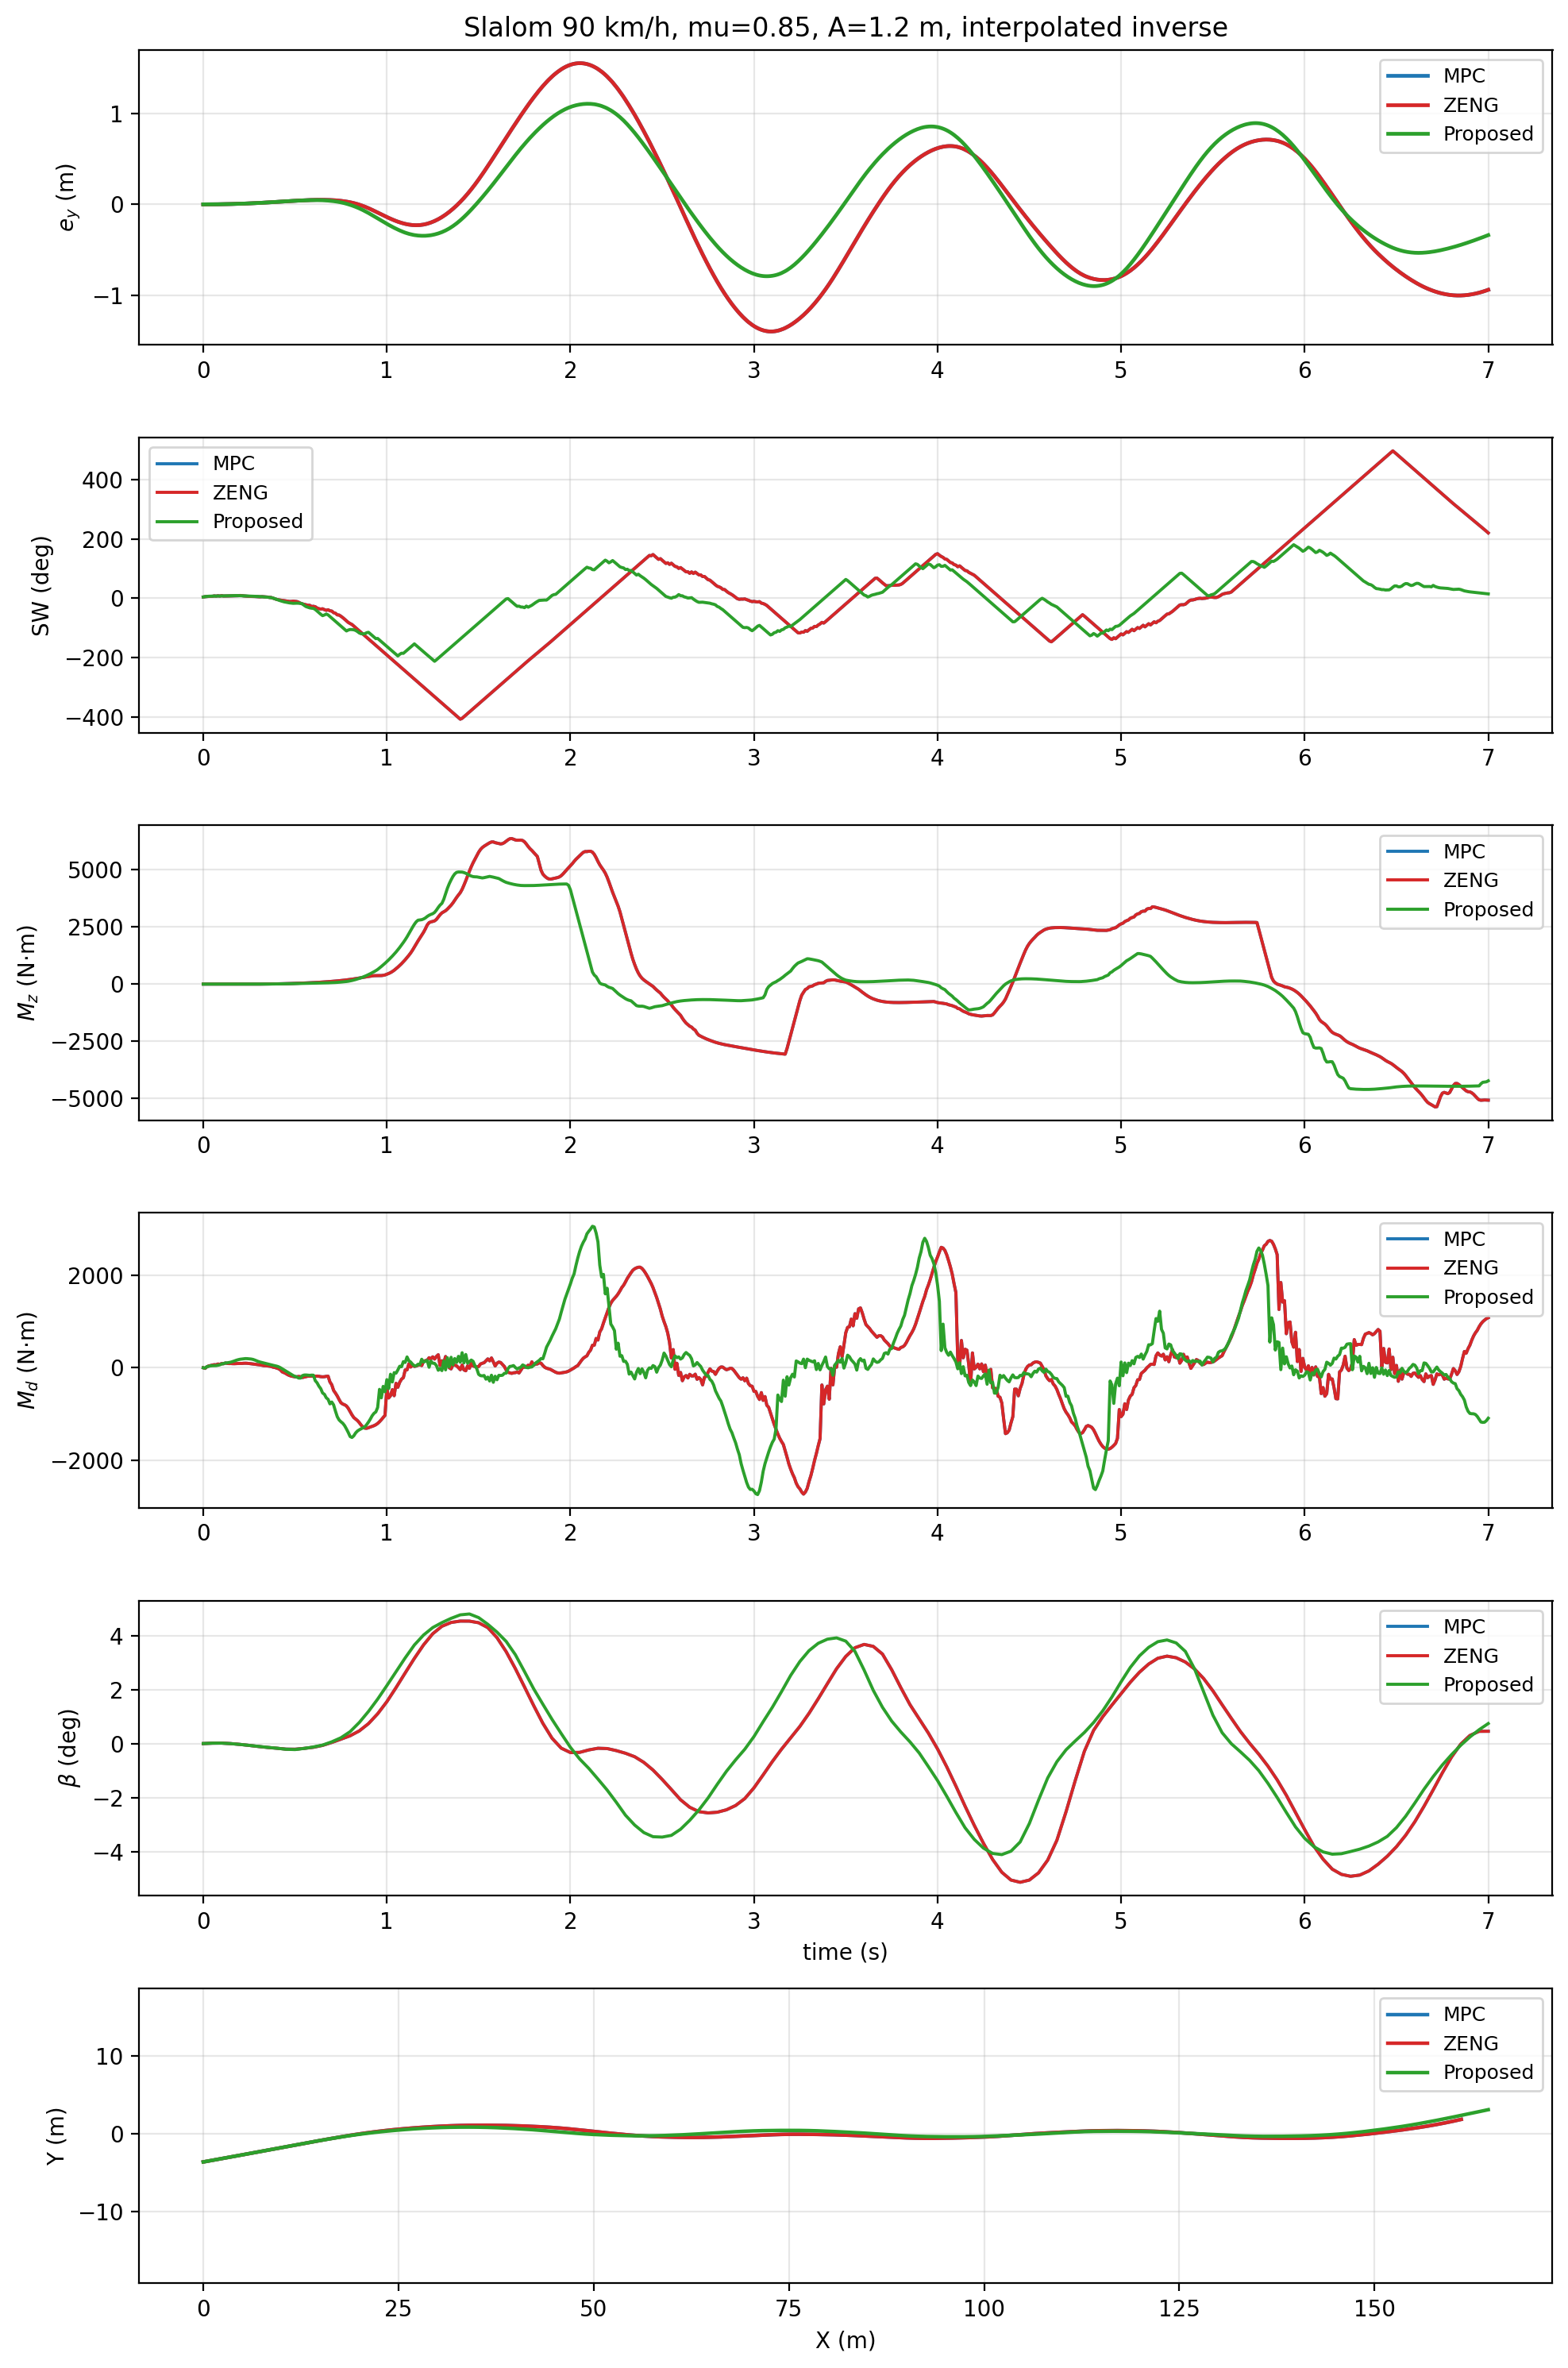 Slalom 90 km/h, mu=0.85, A=1.2 m, interpolated inverse
MPC
ZENG
Proposed
1
0
−1
e_y (m)
0 1 2 3 4 5 6 7
MPC
ZENG
Proposed
400
200
0
−200
−400
SW (deg)
0 1 2 3 4 5 6 7
MPC
ZENG
Proposed
5000
2500
0
−2500
−5000
M_z (N·m)
0 1 2 3 4 5 6 7
MPC
ZENG
Proposed
2000
0
−2000
M_d (N·m)
0 1 2 3 4 5 6 7
MPC
ZENG
Proposed
4
2
0
−2
−4
β (deg)
0 1 2 3 4 5 6 7
time (s)
MPC
ZENG
Proposed
10
0
−10
Y (m)
0 25 50 75 100 125 150
X (m)